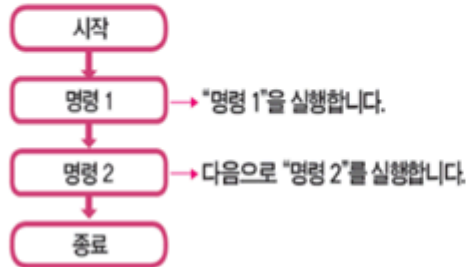 시작
명령 1 "명령 1"을 실행합니다.
명령 2 다음으로 "명령 2"를 실행합니다.
종료